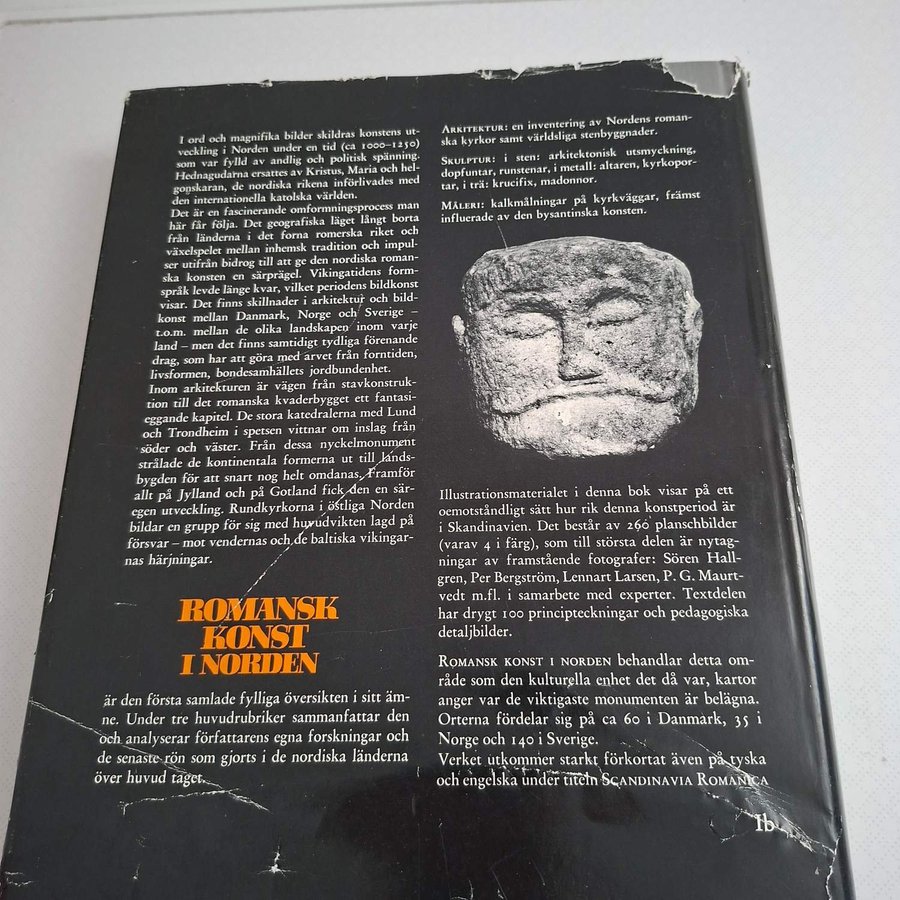 I ord och magnifika bilder skildras konstens ut-
veckling i Norden under en tid (ca 1000–1250)
som var fylld av andlig och politisk spänning.
Hednagudarna ersattes av Kristus, Maria och hel-
gonskaran, de nordiska rikena införlivades med
den internationella katolska världen.
Det är en fascinerande omformningsprocess man
här får följa. Det geografiska läget långt borta
från länderna i det forna romerska riket och
växelspelet mellan inhemsk tradition och impul-
ser utifrån bidrog till att ge den nordiska roman-
ska konsten en särprägel. Vikingatidens form-
språk levde länge kvar, vilket periodens bildkonst
visar. Det finns skillnader i arkitektur och bild-
konst mellan Danmark, Norge och Sverige –
t.o.m. mellan de olika landskapen inom varje
land – men det finns samtidigt tydliga förenande
drag, som har att göra med arvet från forntiden,
livsformen, bondesamhällets jordbundenhet.
Inom arkitekturen är vägen från stavkonstruk-
tion till det romanska kvaderbygget ett fantasi-
eggande kapitel. De stora katedralerna med Lund
och Trondheim i spetsen vittnar om inslag från
söder och väster. Från dessa nyckelmonument
strålade de kontinentala formerna ut till lands-
bygden för att snart nog helt omdanas. Framför
allt på Jylland och på Gotland fick den en sär-
egen utveckling. Rundkyrkorna i östliga Norden
bildar en grupp för sig med huvudvikten lagd på
försvar – mot vendernas och de baltiska vikingar-
nas härjningar.
ROMANSK
KONST
I NORDEN
är den första samlade fylliga översikten i sitt äm-
ne. Under tre huvudrubriker sammanfattar den
och analyserar författarens egna forskningar och
de senaste rön som gjorts i de nordiska länderna
över huvud taget.
ARKITEKTUR: en inventering av Nordens roman-
ska kyrkor samt världsliga stenbyggnader.
SKULPTUR: i sten: arkitektonisk utsmyckning,
dopfuntar, runstenar, i metall: altaren, kyrkopor-
tar, i trä: krucifix, madonnor.
MÅLERI: kalkmålningar på kyrkväggar, främst
influerade av den bysantinska konsten.
Illustrationsmaterialet i denna bok visar på ett
oemotståndligt sätt hur rik denna konstperiod är
i Skandinavien. Det består av 260 planschbilder
(varav 4 i färg), som till största delen är nytag-
ningar av framstående fotografer: Sören Hall-
gren, Per Bergström, Lennart Larsen, P. G. Maurt-
vedt m.fl. i samarbete med experter. Textdelen
har drygt 100 principteckningar och pedagogiska
detaljbilder.
ROMANSK KONST I NORDEN behandlar detta om-
råde som den kulturella enhet det då var, kartor
anger var de viktigaste monumenten är belägna.
Orterna fördelar sig på ca 60 i Danmark, 35 i
Norge och 140 i Sverige.
Verket utkommer starkt förkortat även på tyska
och engelska under titeln SCANDINAVIA ROMANICA
Ib